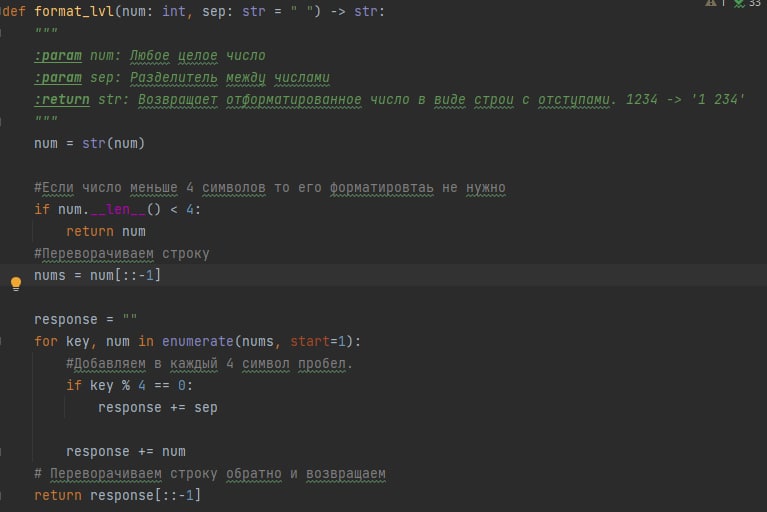 def format_lvl(num: int, sep: str = " ") -> str:
"""
:param num: Любое целое число
:param sep: Разделитель между числами
:return str: Возвращает отформатированное число в виде строи с отступами. 1234 -> '1 234'
"""
num = str(num)
#Если число меньше 4 символов то его форматировтаь не нужно
if num.__len__() < 4:
return num
#Переворачиваем строку
nums = num[::-1]
response = ""
for key, num in enumerate(nums, start=1):
#Добавляем в каждый 4 символ пробел.
if key % 4 == 0:
response += sep
response += num
# Переворачиваем строку обратно и возвращаем
return response[::-1]